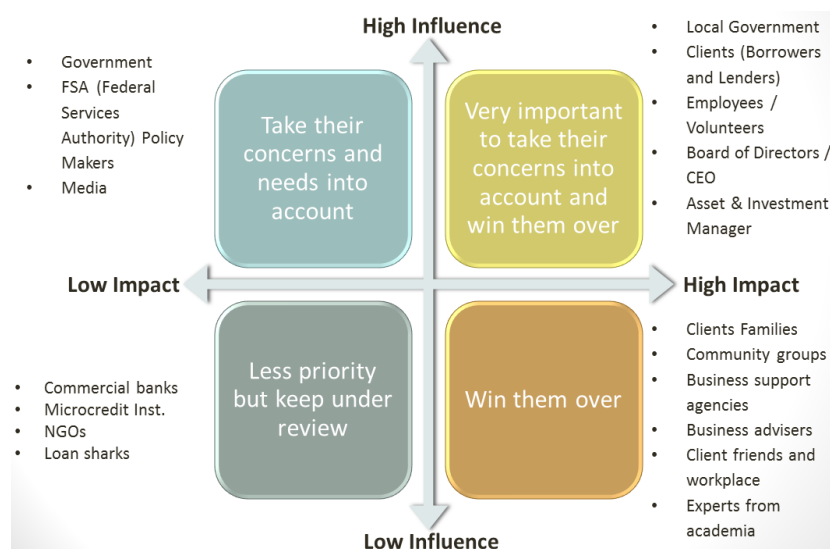 High Influence
• Government
• FSA (Federal
Services
Authority) Policy
Makers
• Media
Take their
concerns and
needs into
account
Very important
to take their
concerns into
account and
win them over
• Local Government
• Clients (Borrowers
and Lenders)
• Employees /
Volunteers
• Board of Directors /
CEO
• Asset & Investment
Manager
Low Impact
High Impact
• Commercial banks
• Microcredit Inst.
• NGOs
• Loan sharks
Less priority
but keep under
review
Win them over
• Clients Families
• Community groups
• Business support
agencies
• Business advisers
• Client friends and
workplace
• Experts from
academia
Low Influence